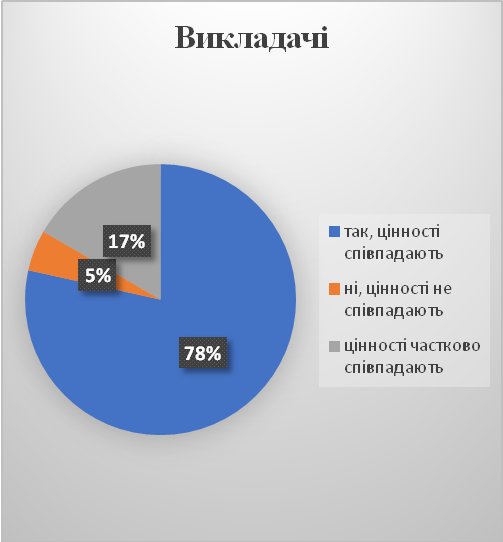 Викладачі
17%
5%
78%
так, цінності
співпадають
ні, цінності не
співпадають
цінності частково
співпадають